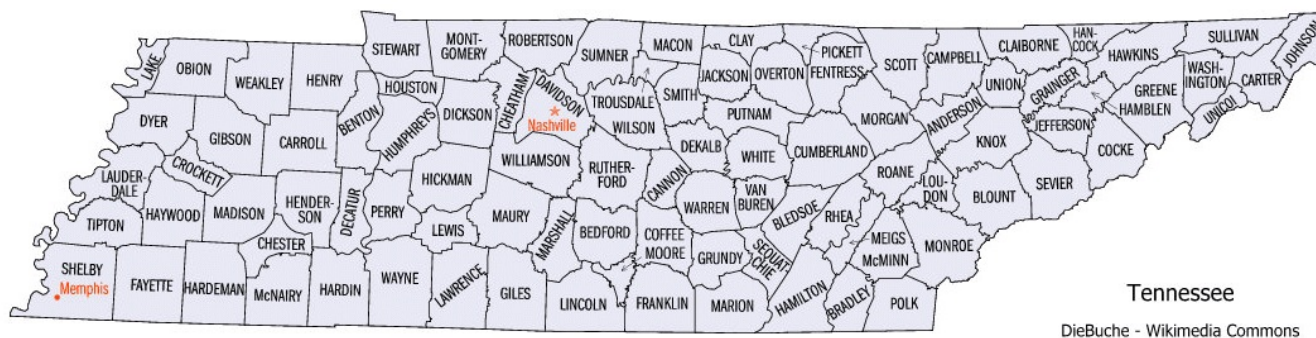 LAKE
OBION
WEAKLEY
HENRY
STEWART
MONT-
GOMERY
ROBERTSON
SUMNER
MACON
CLAY
PICKETT
SCOTT
CAMPBELL
CLAIBORNE
HAN-
COCK
HAWKINS
SULLIVAN
JOHNSON
HOUSTON
CHEATHAM
DAVIDSON
Nashville
TROUSDALE
SMITH
JACKSON
OVERTON
FENTRESS
UNION
GRAINGER
GREENE
HAMBLEN
WASH-
INGTON
CARTER
UNICOI
DYER
GIBSON
CARROLL
BENTON
HUMPHREYS
DICKSON
WILSON
PUTNAM
MORGAN
ANDERSON
KNOX
JEFFERSON
COCKE
LAUDER-
DALE
CROCKETT
WILLIAMSON
RUTHER-
FORD
CANNON
DEKALB
WHITE
CUMBERLAND
ROANE
LOU-
DON
BLOUNT
SEVIER
TIPTON
HAYWOOD
MADISON
HENDER-
SON
DECATUR
PERRY
HICKMAN
LEWIS
MAURY
MARSHALL
BEDFORD
COFFEE
MOORE
WARREN
VAN
BUREN
BLEDSOE
RHEA
MEIGS
McMINN
MONROE
CHESTER
SHELBY
Memphis
FAYETTE
HARDEMAN
McNAIRY
HARDIN
WAYNE
LAWRENCE
GILES
LINCOLN
FRANKLIN
GRUNDY
SEQUAT-
CHIE
MARION
HAMILTON
BRADLEY
POLK
Tennessee
DieBuche - Wikimedia Commons